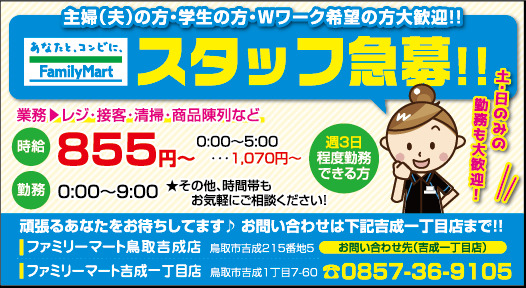 主婦(夫)の方・学生の方・Wワーク希望の方大歓迎!!
あなたと、コンビに、
FamilyMart
スタッフ急募!!
土・日のみの
勤務も大歓迎!
業務▶レジ・接客・清掃・商品陳列など
時給
855円～
0:00～5:00
…1,070円～
週3日
程度勤務
できる方
勤務
0:00～9:00
★その他、時間帯も
お気軽にご相談ください!
頑張るあなたをお待ちしてます♪ お問い合わせは下記吉成一丁目店まで!!
ファミリーマート鳥取吉成店 鳥取市吉成215番地5
お問い合わせ先(吉成一丁目店)
ファミリーマート吉成一丁目店 鳥取市吉成1丁目7-60
☎0857-36-9105